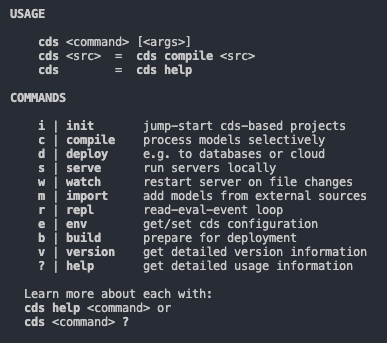 USAGE
cds <command> [<args>]
cds <src> = cds compile <src>
cds = cds help
COMMANDS
i | init jump-start cds-based projects
c | compile process models selectively
d | deploy e.g. to databases or cloud
s | serve run servers locally
w | watch restart server on file changes
m | import add models from external sources
r | repl read-eval-event loop
e | env get/set cds configuration
b | build prepare for deployment
v | version get detailed version information
? | help get detailed usage information
Learn more about each with:
cds help <command> or
cds <command> ?